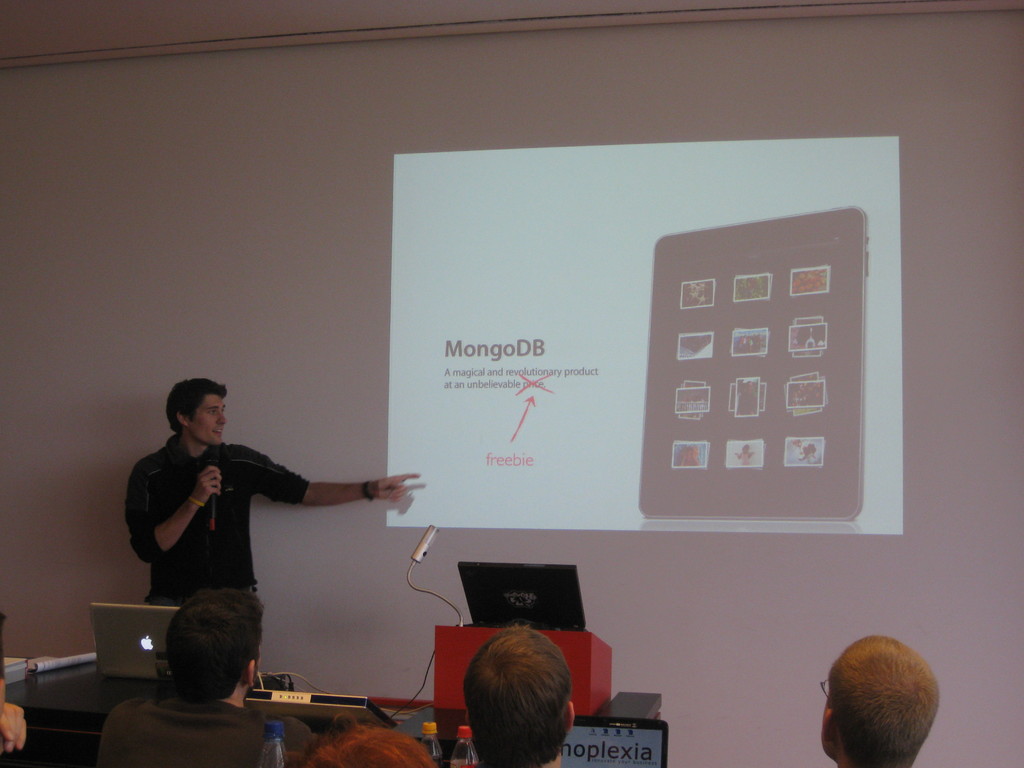 MongoDB
A magical and revolutionary product
at an unbelievable price.
freebie
noplexia